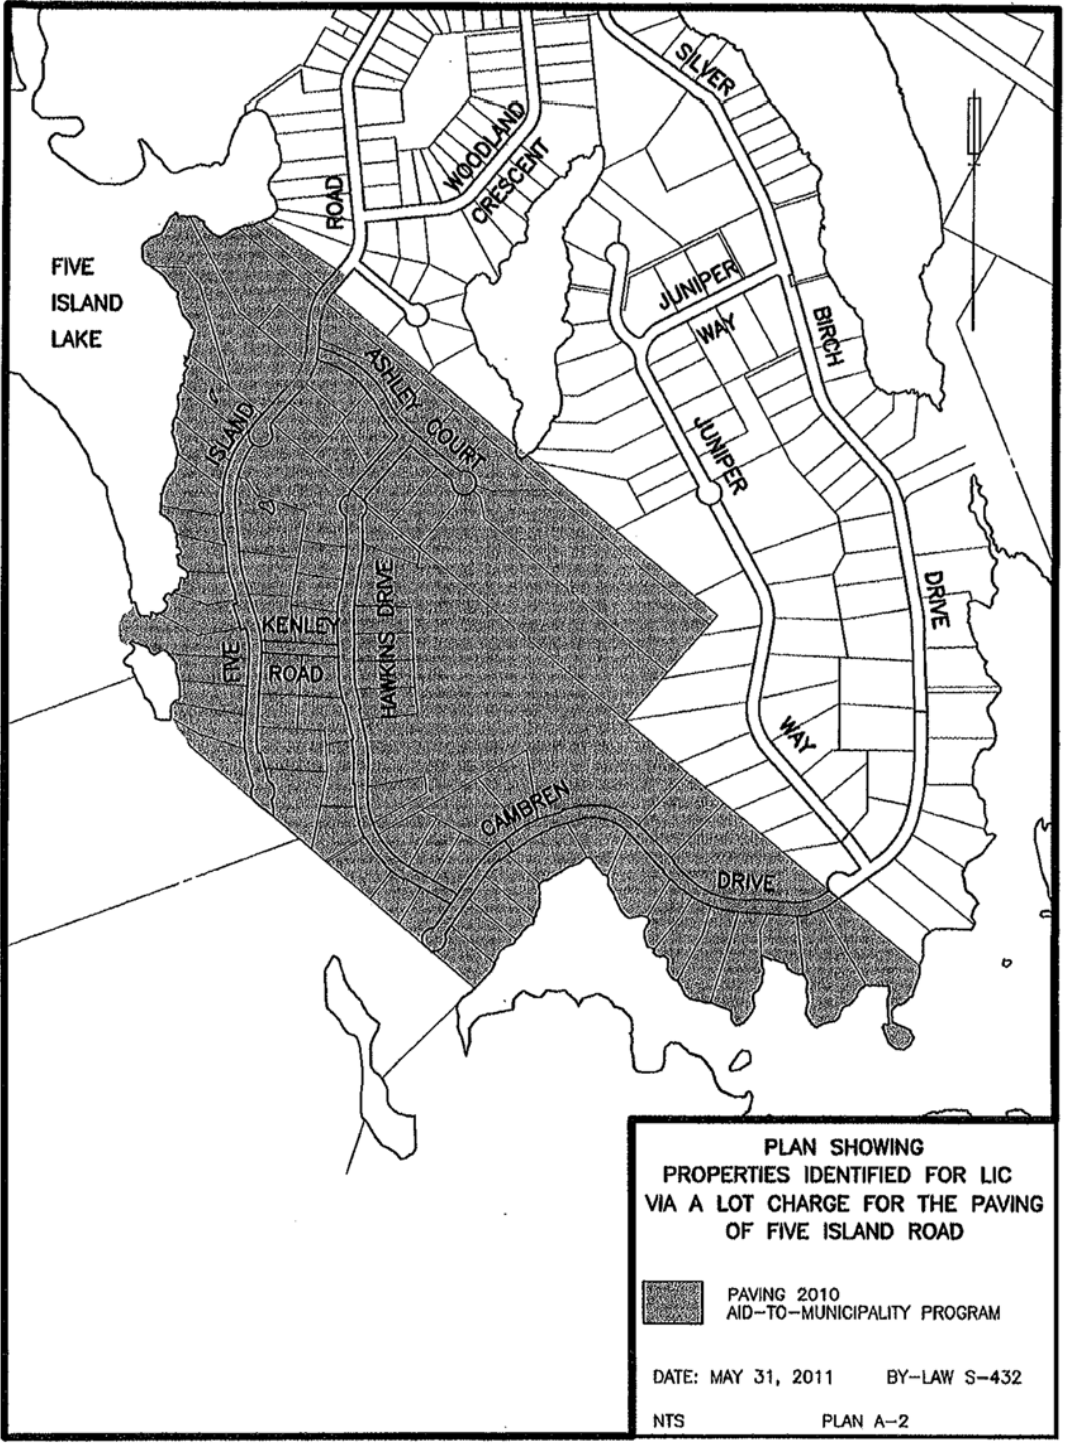 SILVER
WOODLAND
CRESCENT
ROAD
FIVE
ISLAND
LAKE
JUNIPER
WAY
BIRCH
ASHLEY COURT
ISLAND
JUNIPER
DRIVE
HAWKINS DRIVE
KENLEY
ROAD
FIVE
WAY
CAMBREN
DRIVE
PLAN SHOWING
PROPERTIES IDENTIFIED FOR LIC
VIA A LOT CHARGE FOR THE PAVING
OF FIVE ISLAND ROAD
PAVING 2010
AID-TO-MUNICIPALITY PROGRAM
DATE: MAY 31, 2011 BY-LAW S-432
NTS PLAN A-2